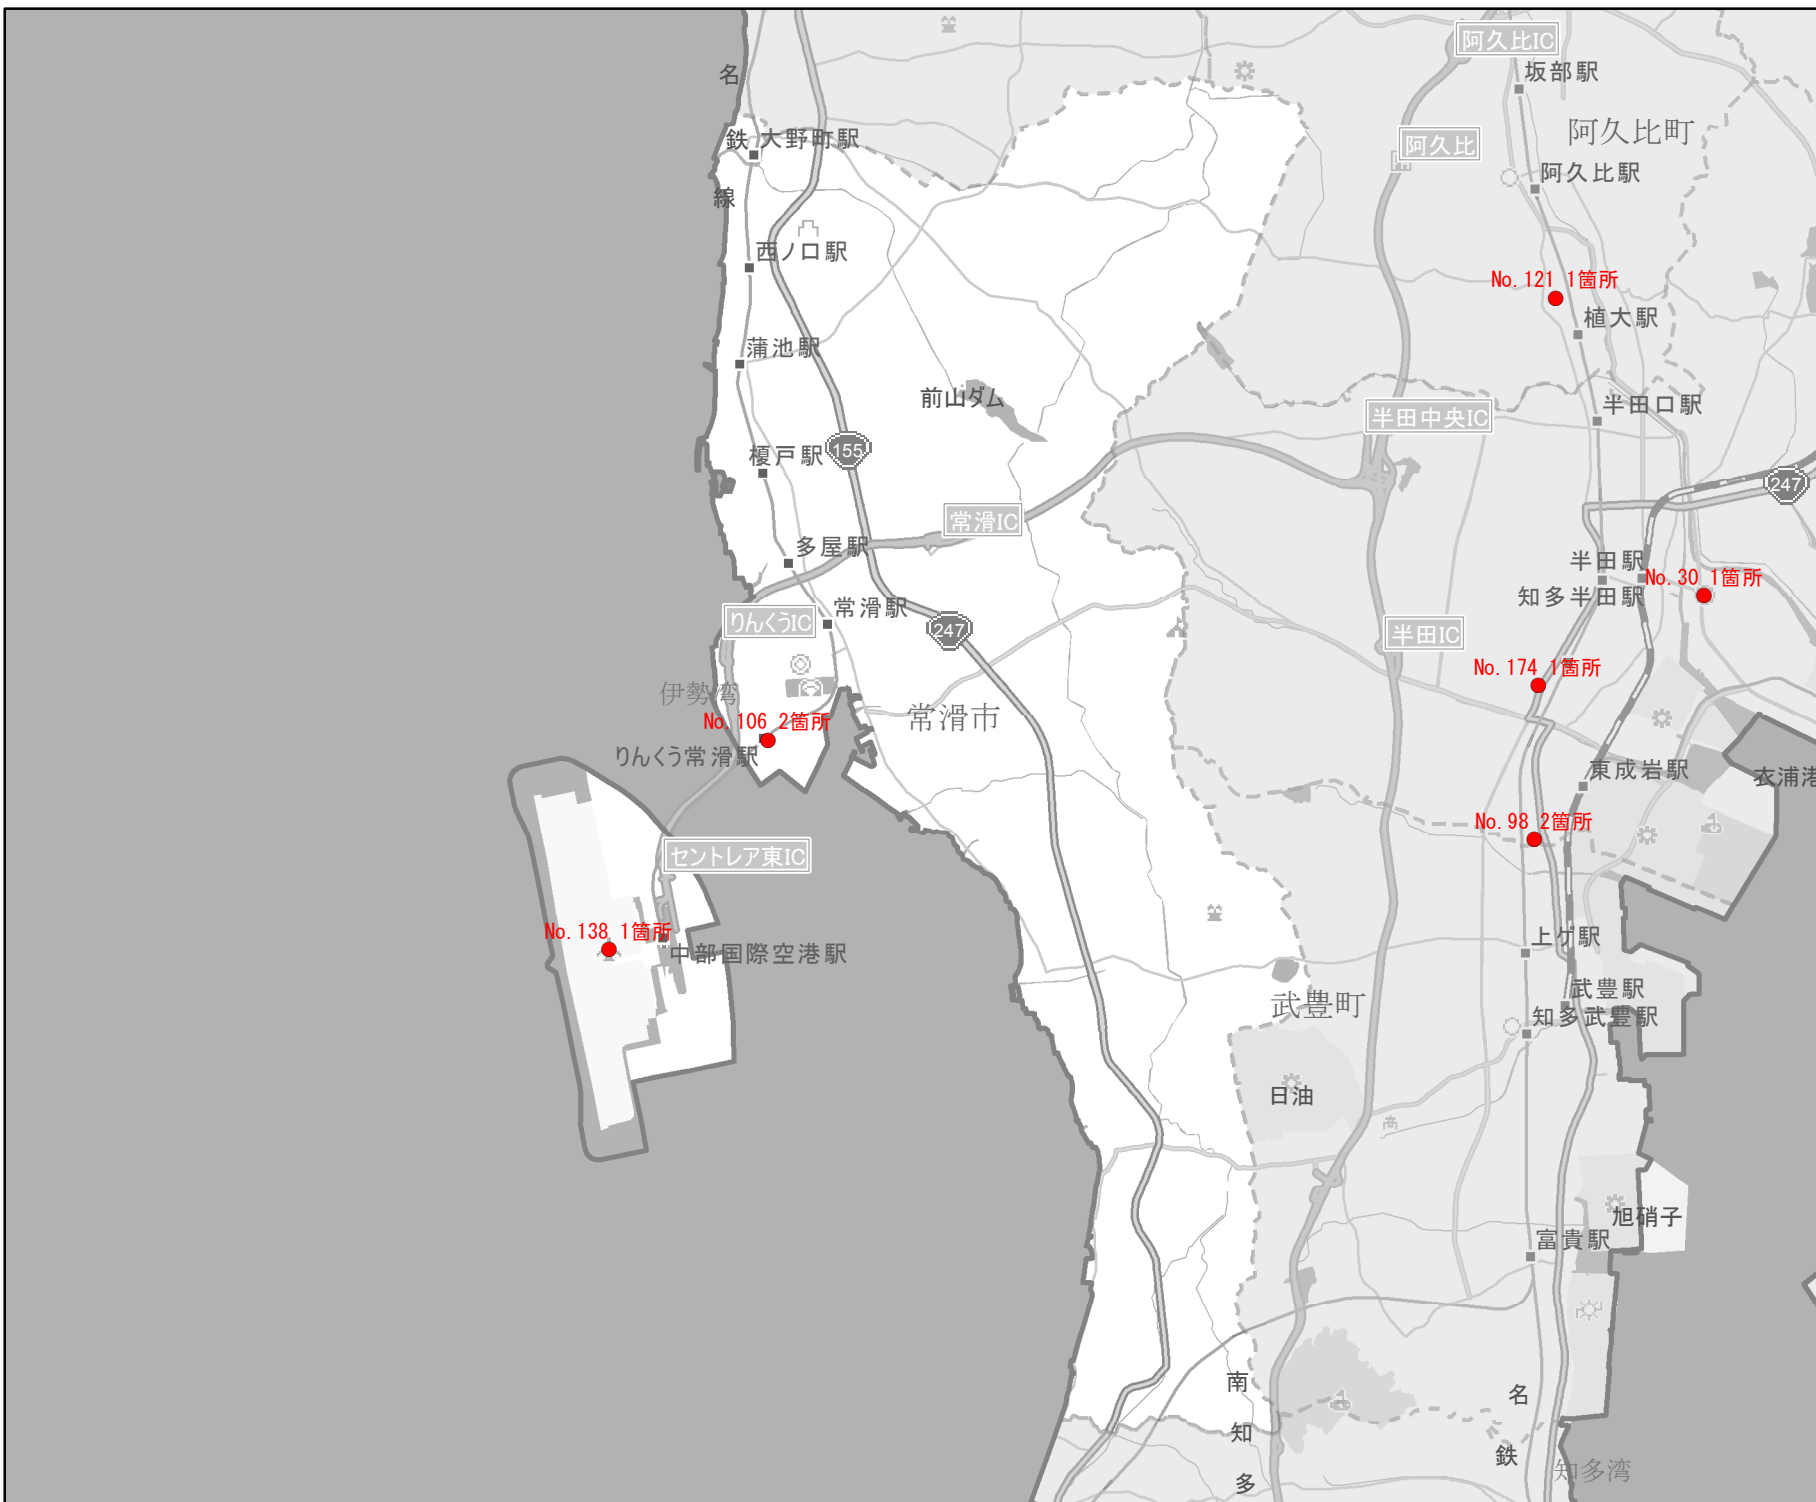 阿久比IC
坂部駅
名
鉄
線
大野町駅
阿久比町
阿久比
阿久比駅
西ノ口駅
No.121 1箇所
植大駅
蒲池駅
前山ダム
半田中央IC
半田口駅
榎戸駅
155
247
常滑IC
多屋駅
半田駅
No.30 1箇所
知多半田駅
常滑駅
りんくうIC
247
半田IC
No.174 1箇所
伊勢湾
常滑市
No.106 2箇所
りんくう常滑駅
東成岩駅
衣浦港
No.98 2箇所
セントレア東IC
No.138 1箇所
中部国際空港駅
上ゲ駅
武豊駅
武豊町
知多武豊駅
日油
旭硝子
富貴駅
南
知
多
名
鉄
知多湾